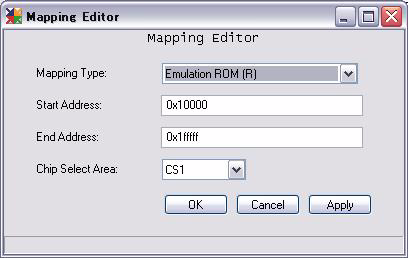 Mapping Editor
Mapping Editor
Mapping Type: Emulation ROM (R)
Start Address: 0x10000
End Address: 0x1fffff
Chip Select Area: CS1
OK Cancel Apply